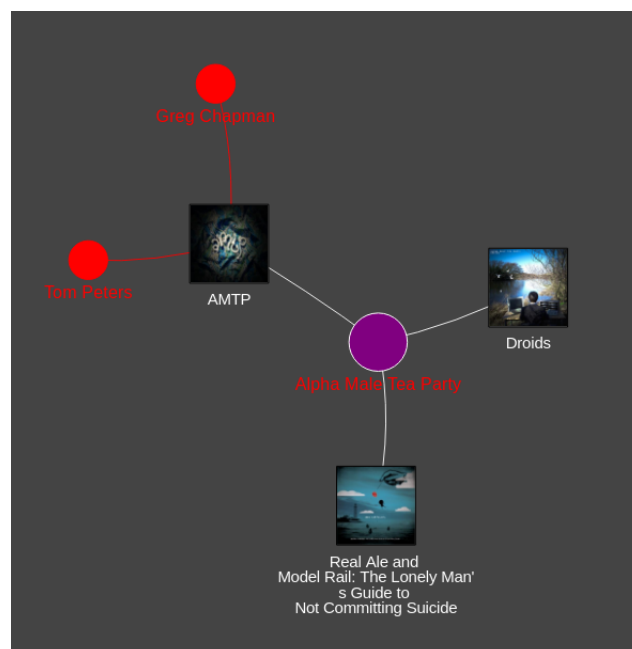 Greg Chapman
Tom Peters
AMTP
Droids
Alpha Male Tea Party
Real Ale and
Model Rail: The Lonely Man'
s Guide to
Not Committing Suicide